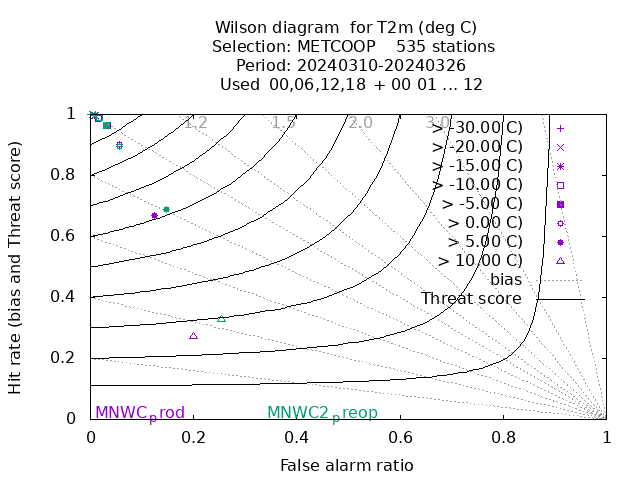 Wilson diagram  for T2m (deg C)
Selection: METCOOP    535 stations
Period: 20240310-20240326
Used  00,06,12,18  + 00 01 ... 12
1.2 1.5 2.0 3.0
> -30.00 C)
> -20.00 C)
> -15.00 C)
> -10.00 C)
> -5.00 C)
> 0.00 C)
> 5.00 C)
> 10.00 C)
bias
Threat score
Hit rate (bias and Threat score)
1
0.8
0.6
0.4
0.2
0
MNWCprod MNWC2preop
0 0.2 0.4 0.6 0.8 1
False alarm ratio